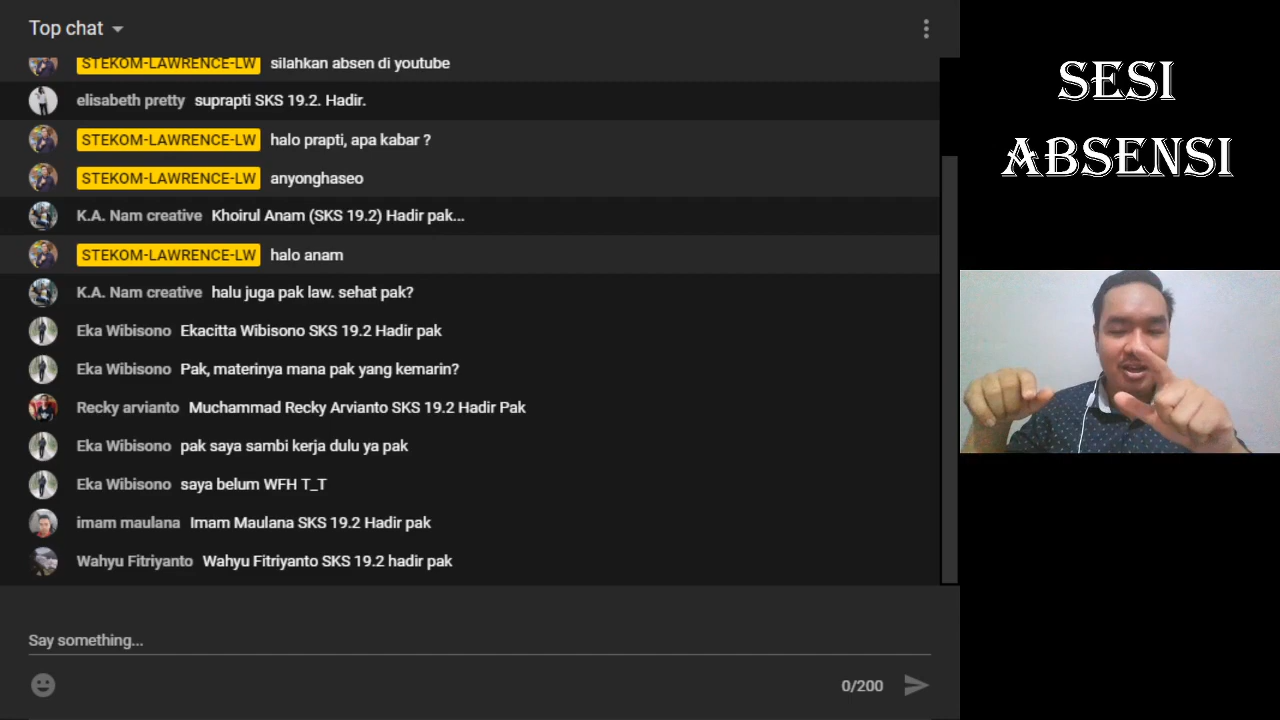 Top chat
STEKOM-LAWRENCE-LW silahkan absen di youtube
elisabeth pretty suprapti SKS 19.2. Hadir.
STEKOM-LAWRENCE-LW halo prapti, apa kabar ?
STEKOM-LAWRENCE-LW anyonghaseo
K.A. Nam creative Khoirul Anam (SKS 19.2) Hadir pak...
STEKOM-LAWRENCE-LW halo anam
K.A. Nam creative halu juga pak law. sehat pak?
Eka Wibisono Ekacitta Wibisono SKS 19.2 Hadir pak
Eka Wibisono Pak, materinya mana pak yang kemarin?
Recky arvianto Muchammad Recky Arvianto SKS 19.2 Hadir Pak
Eka Wibisono pak saya sambi kerja dulu ya pak
Eka Wibisono saya belum WFH T_T
imam maulana Imam Maulana SKS 19.2 Hadir pak
Wahyu Fitriyanto Wahyu Fitriyanto SKS 19.2 hadir pak
Say something...
0/200
SESI
ABSENSI